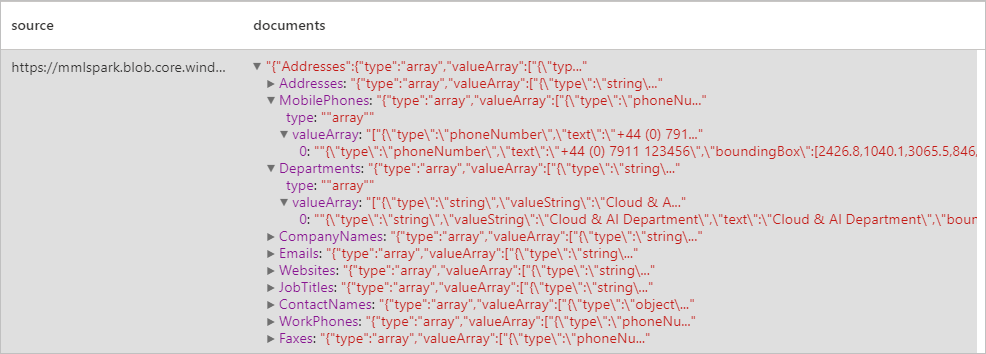 source documents
https://mmlspark.blob.core.wind... ▼ "{"Addresses":{"type":"array","valueArray":["{\"typ..."
▶ Addresses: "{"type":"array","valueArray":["{\"type\":\"string\..."
▼ MobilePhones: "{"type":"array","valueArray":["{\"type\":\"phoneNu..."
type: ""array""
▼ valueArray: "["{\"type\":\"phoneNumber\",\"text\":\"+44 (0) 791..."
0: ""{\"type\":\"phoneNumber\",\"text\":\"+44 (0) 7911 123456\",\"boundingBox\":[2426.8,1040.1,3065.5,846,
▼ Departments: "{"type":"array","valueArray":["{\"type\":\"string\..."
type: ""array""
▼ valueArray: "["{\"type\":\"string\",\"valueString\":\"Cloud & A..."
0: ""{\"type\":\"string\",\"valueString\":\"Cloud & AI Department\",\"text\":\"Cloud & AI Department\",\"boun
▶ CompanyNames: "{"type":"array","valueArray":["{\"type\":\"string..."
▶ Emails: "{"type":"array","valueArray":["{\"type\":\"string\..."
▶ Websites: "{"type":"array","valueArray":["{\"type\":\"string\..."
▶ JobTitles: "{"type":"array","valueArray":["{\"type\":\"string\..."
▶ ContactNames: "{"type":"array","valueArray":["{\"type\":\"object\..."
▶ WorkPhones: "{"type":"array","valueArray":["{\"type\":\"phoneNu..."
▶ Faxes: "{"type":"array","valueArray":["{\"type\":\"phoneNu..."